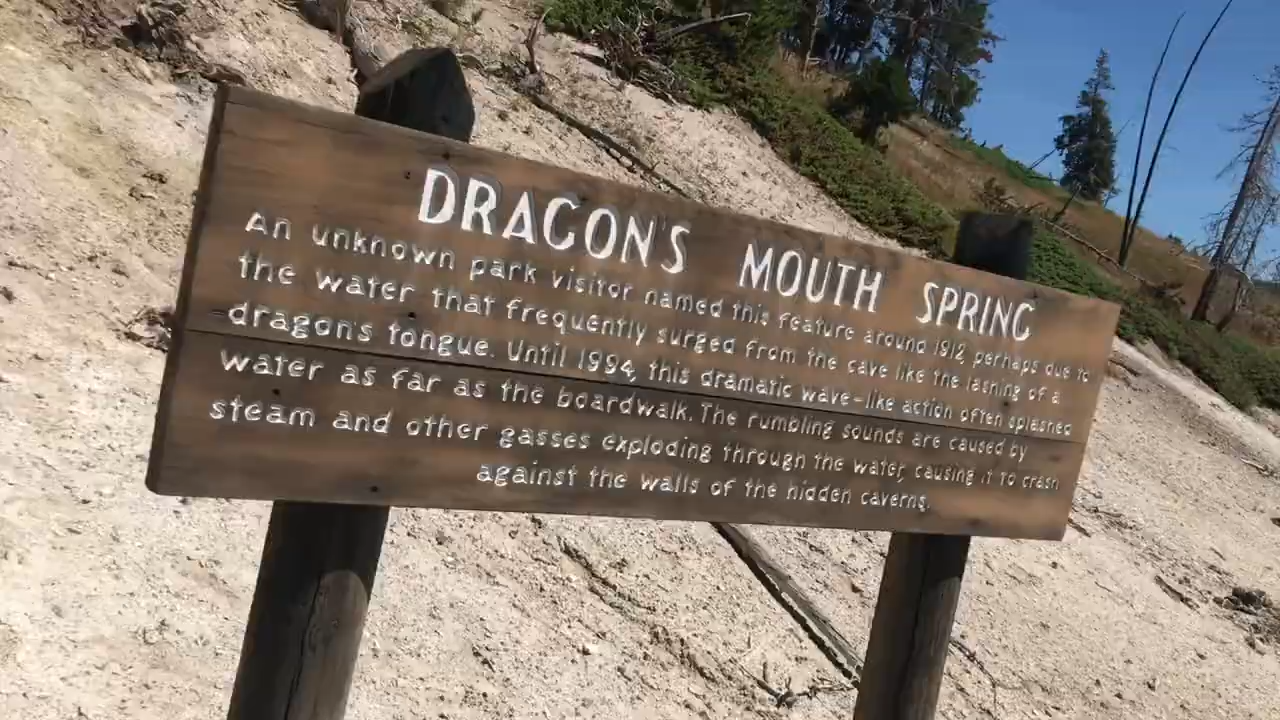 DRAGON'S MOUTH SPRING
An unknown park visitor named this feature around 1912, perhaps due to
the water that frequently surged from the cave like the lashing of a
dragon's tongue. Until 1994, this dramatic wave-like action often splashed
water as far as the boardwalk. The rumbling sounds are caused by
steam and other gasses exploding through the water, causing it to crash
against the walls of the hidden caverns.